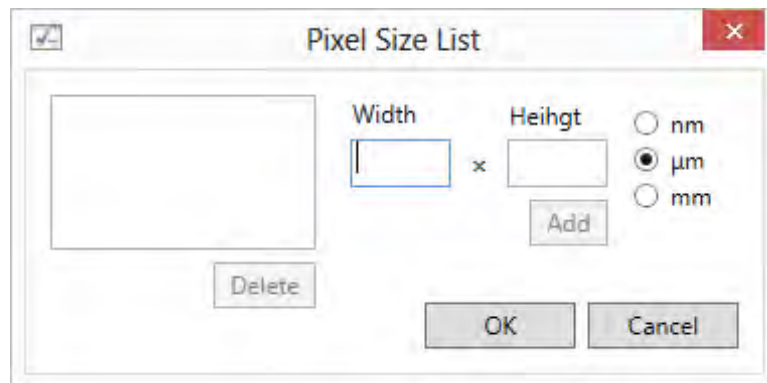 Pixel Size List
Width
Heihgt
×
nm
µm
mm
Add
Delete
OK
Cancel